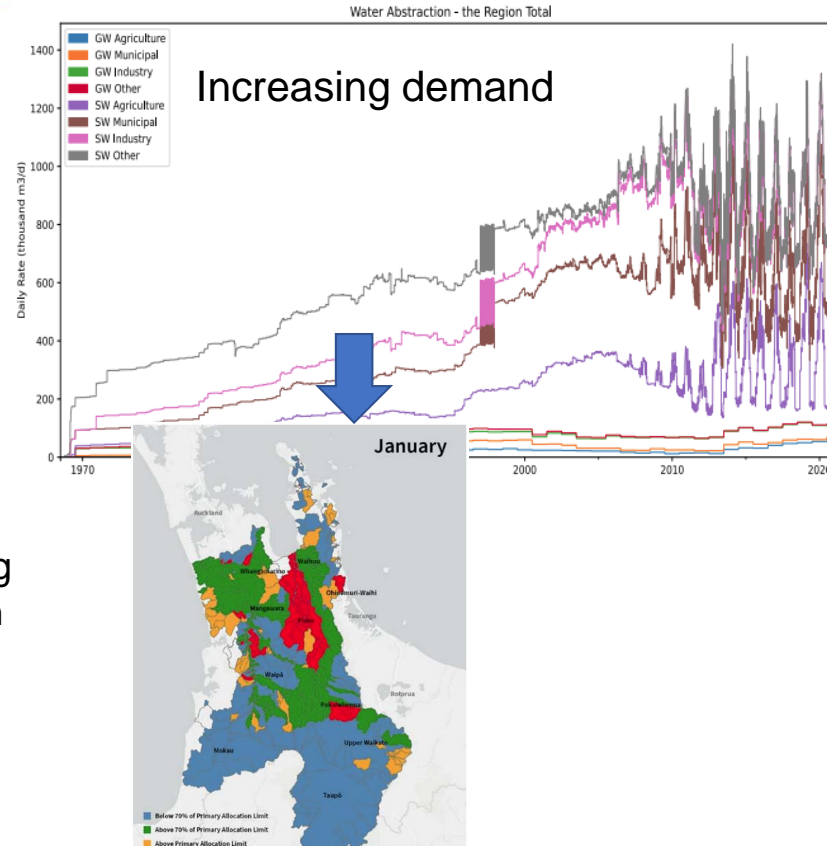 Water Abstraction - the Region Total
GW Agriculture
GW Municipal
GW Industry
GW Other
SW Agriculture
SW Municipal
SW Industry
SW Other
Increasing demand
Daily Rate (thousand m3/d)
1400
1200
1000
800
600
400
200
0
1970
2000
2010
2020
January
Auckland
Waihou
Ohinemuri-Waihi
Mangawara
Piako
Tauranga
Waipā
Rotorua
Upper Waikato
Mokau
Taupō
Below 70% of Primary Allocation Limit
Above 70% of Primary Allocation Limit
Above Primary Allocation Limit
g